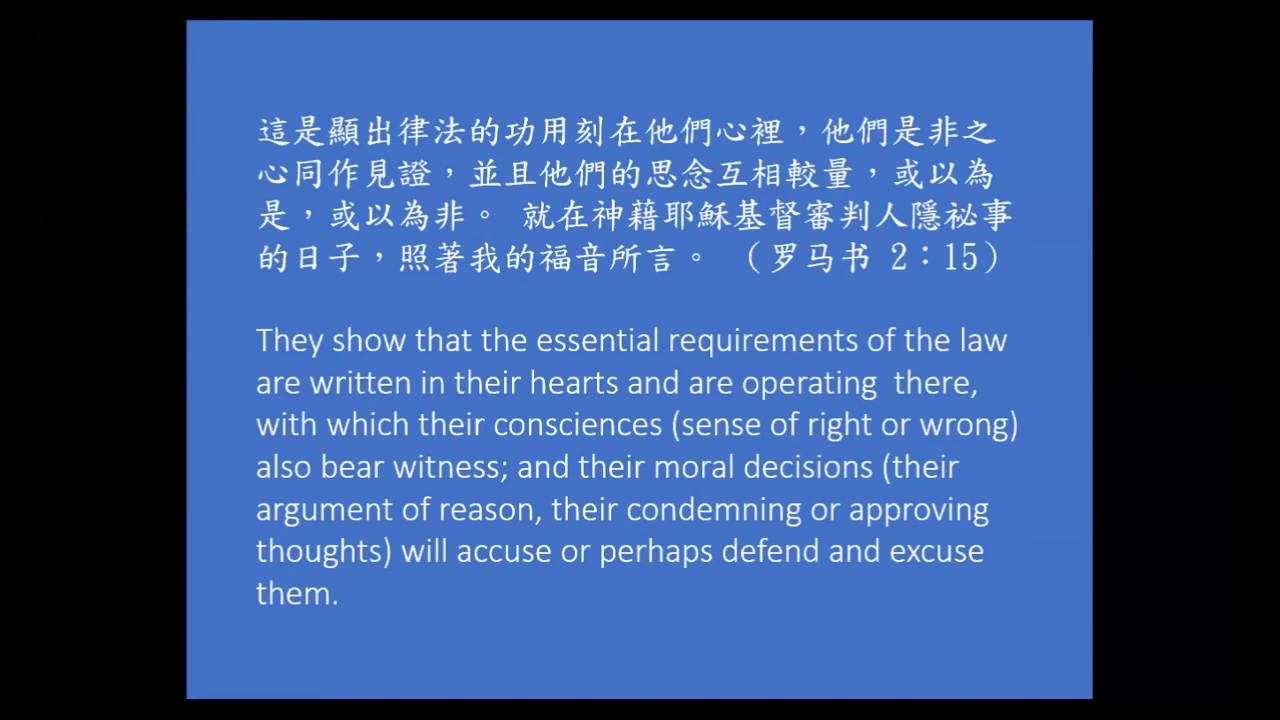 這是顯出律法的功用刻在他們心裡，他們是非之
心同作見證，並且他們的思念互相較量，或以為
是，或以為非。 就在神藉耶穌基督審判人隱祕事
的日子，照著我的福音所言。 （罗马书 2：15）
They show that the essential requirements of the law
are written in their hearts and are operating  there,
with which their consciences (sense of right or wrong)
also bear witness; and their moral decisions (their
argument of reason, their condemning or approving
thoughts) will accuse or perhaps defend and excuse
them.